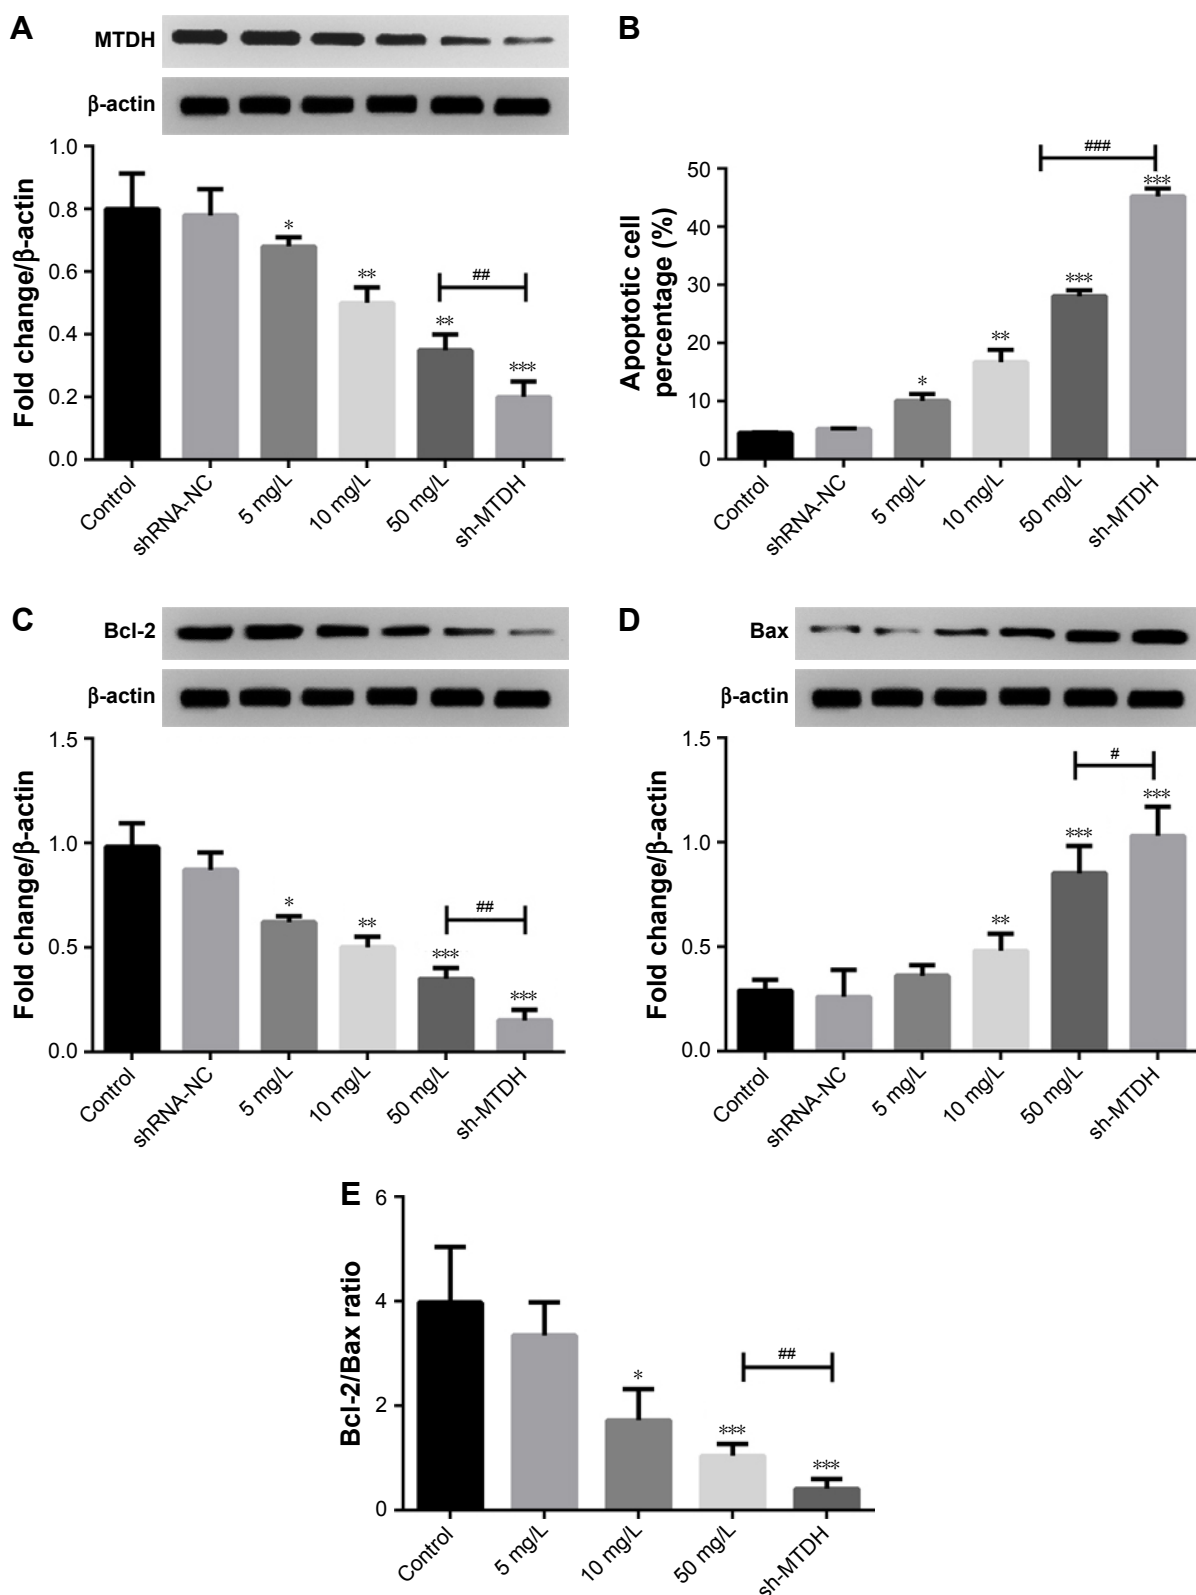 A
MTDH
β-actin
Fold change/β-actin
1.0
0.8
0.6
0.4
0.2
0.0
*
**
**
##
***
Control
shRNA-NC
5 mg/L
10 mg/L
50 mg/L
sh-MTDH
B
Apoptotic cell
percentage (%)
50
40
30
20
10
0
*
**
***
###
***
Control
shRNA-NC
5 mg/L
10 mg/L
50 mg/L
sh-MTDH
C
Bcl-2
β-actin
Fold change/β-actin
1.5
1.0
0.5
0.0
*
**
***
##
***
Control
shRNA-NC
5 mg/L
10 mg/L
50 mg/L
sh-MTDH
D
Bax
β-actin
Fold change/β-actin
1.5
1.0
0.5
0.0
**
***
#
***
Control
shRNA-NC
5 mg/L
10 mg/L
50 mg/L
sh-MTDH
E
Bcl-2/Bax ratio
6
4
2
0
*
***
##
***
Control
5 mg/L
10 mg/L
50 mg/L
sh-MTDH